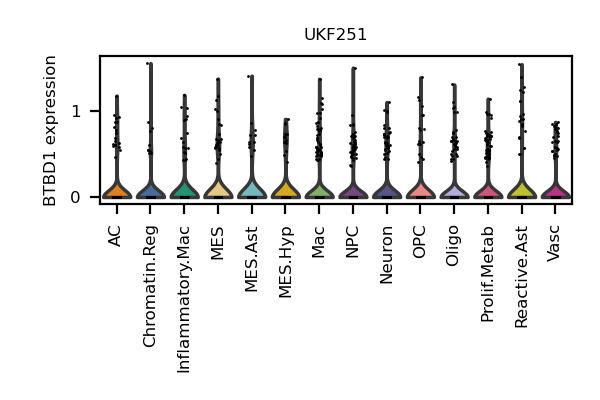 UKF251
BTBD1 expression
1
0
AC
Chromatin.Reg
Inflammatory.Mac
MES
MES.Ast
MES.Hyp
Mac
NPC
Neuron
OPC
Oligo
Prolif.Metab
Reactive.Ast
Vasc